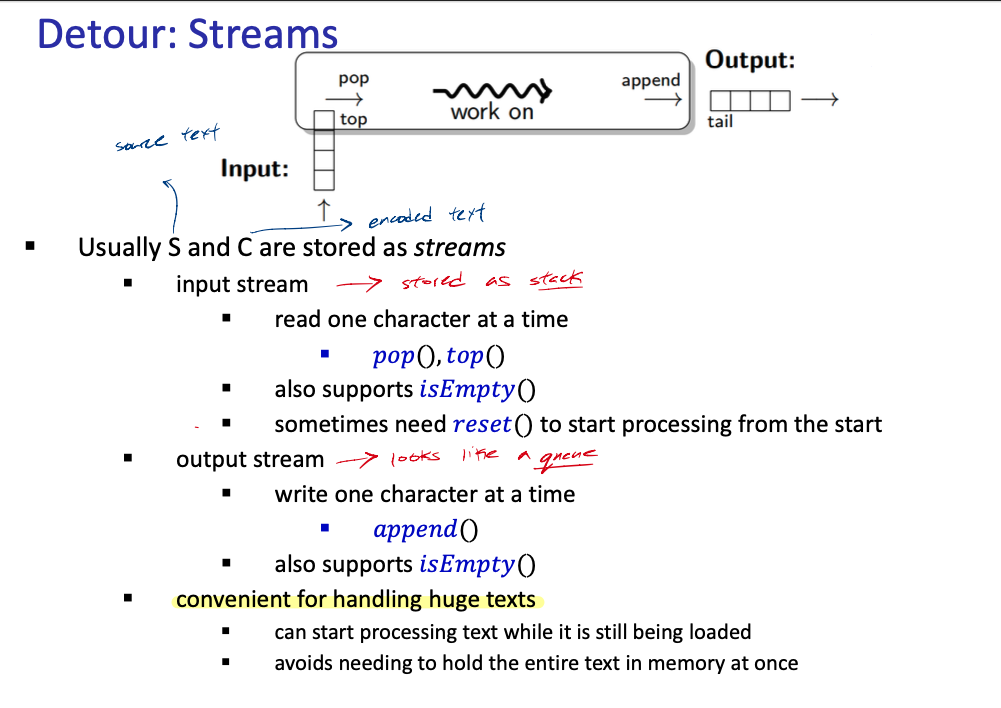 Detour: Streams
Output:
pop
append
work on
top
tail
source text
Input:
encoded text
▪ Usually S and C are stored as streams
▪ input stream → stored as stack
▪ read one character at a time
▪ pop(), top()
▪ also supports isEmpty()
▪ sometimes need reset() to start processing from the start
▪ output stream → looks like a queue
▪ write one character at a time
▪ append()
▪ also supports isEmpty()
▪ convenient for handling huge texts
▪ can start processing text while it is still being loaded
▪ avoids needing to hold the entire text in memory at once